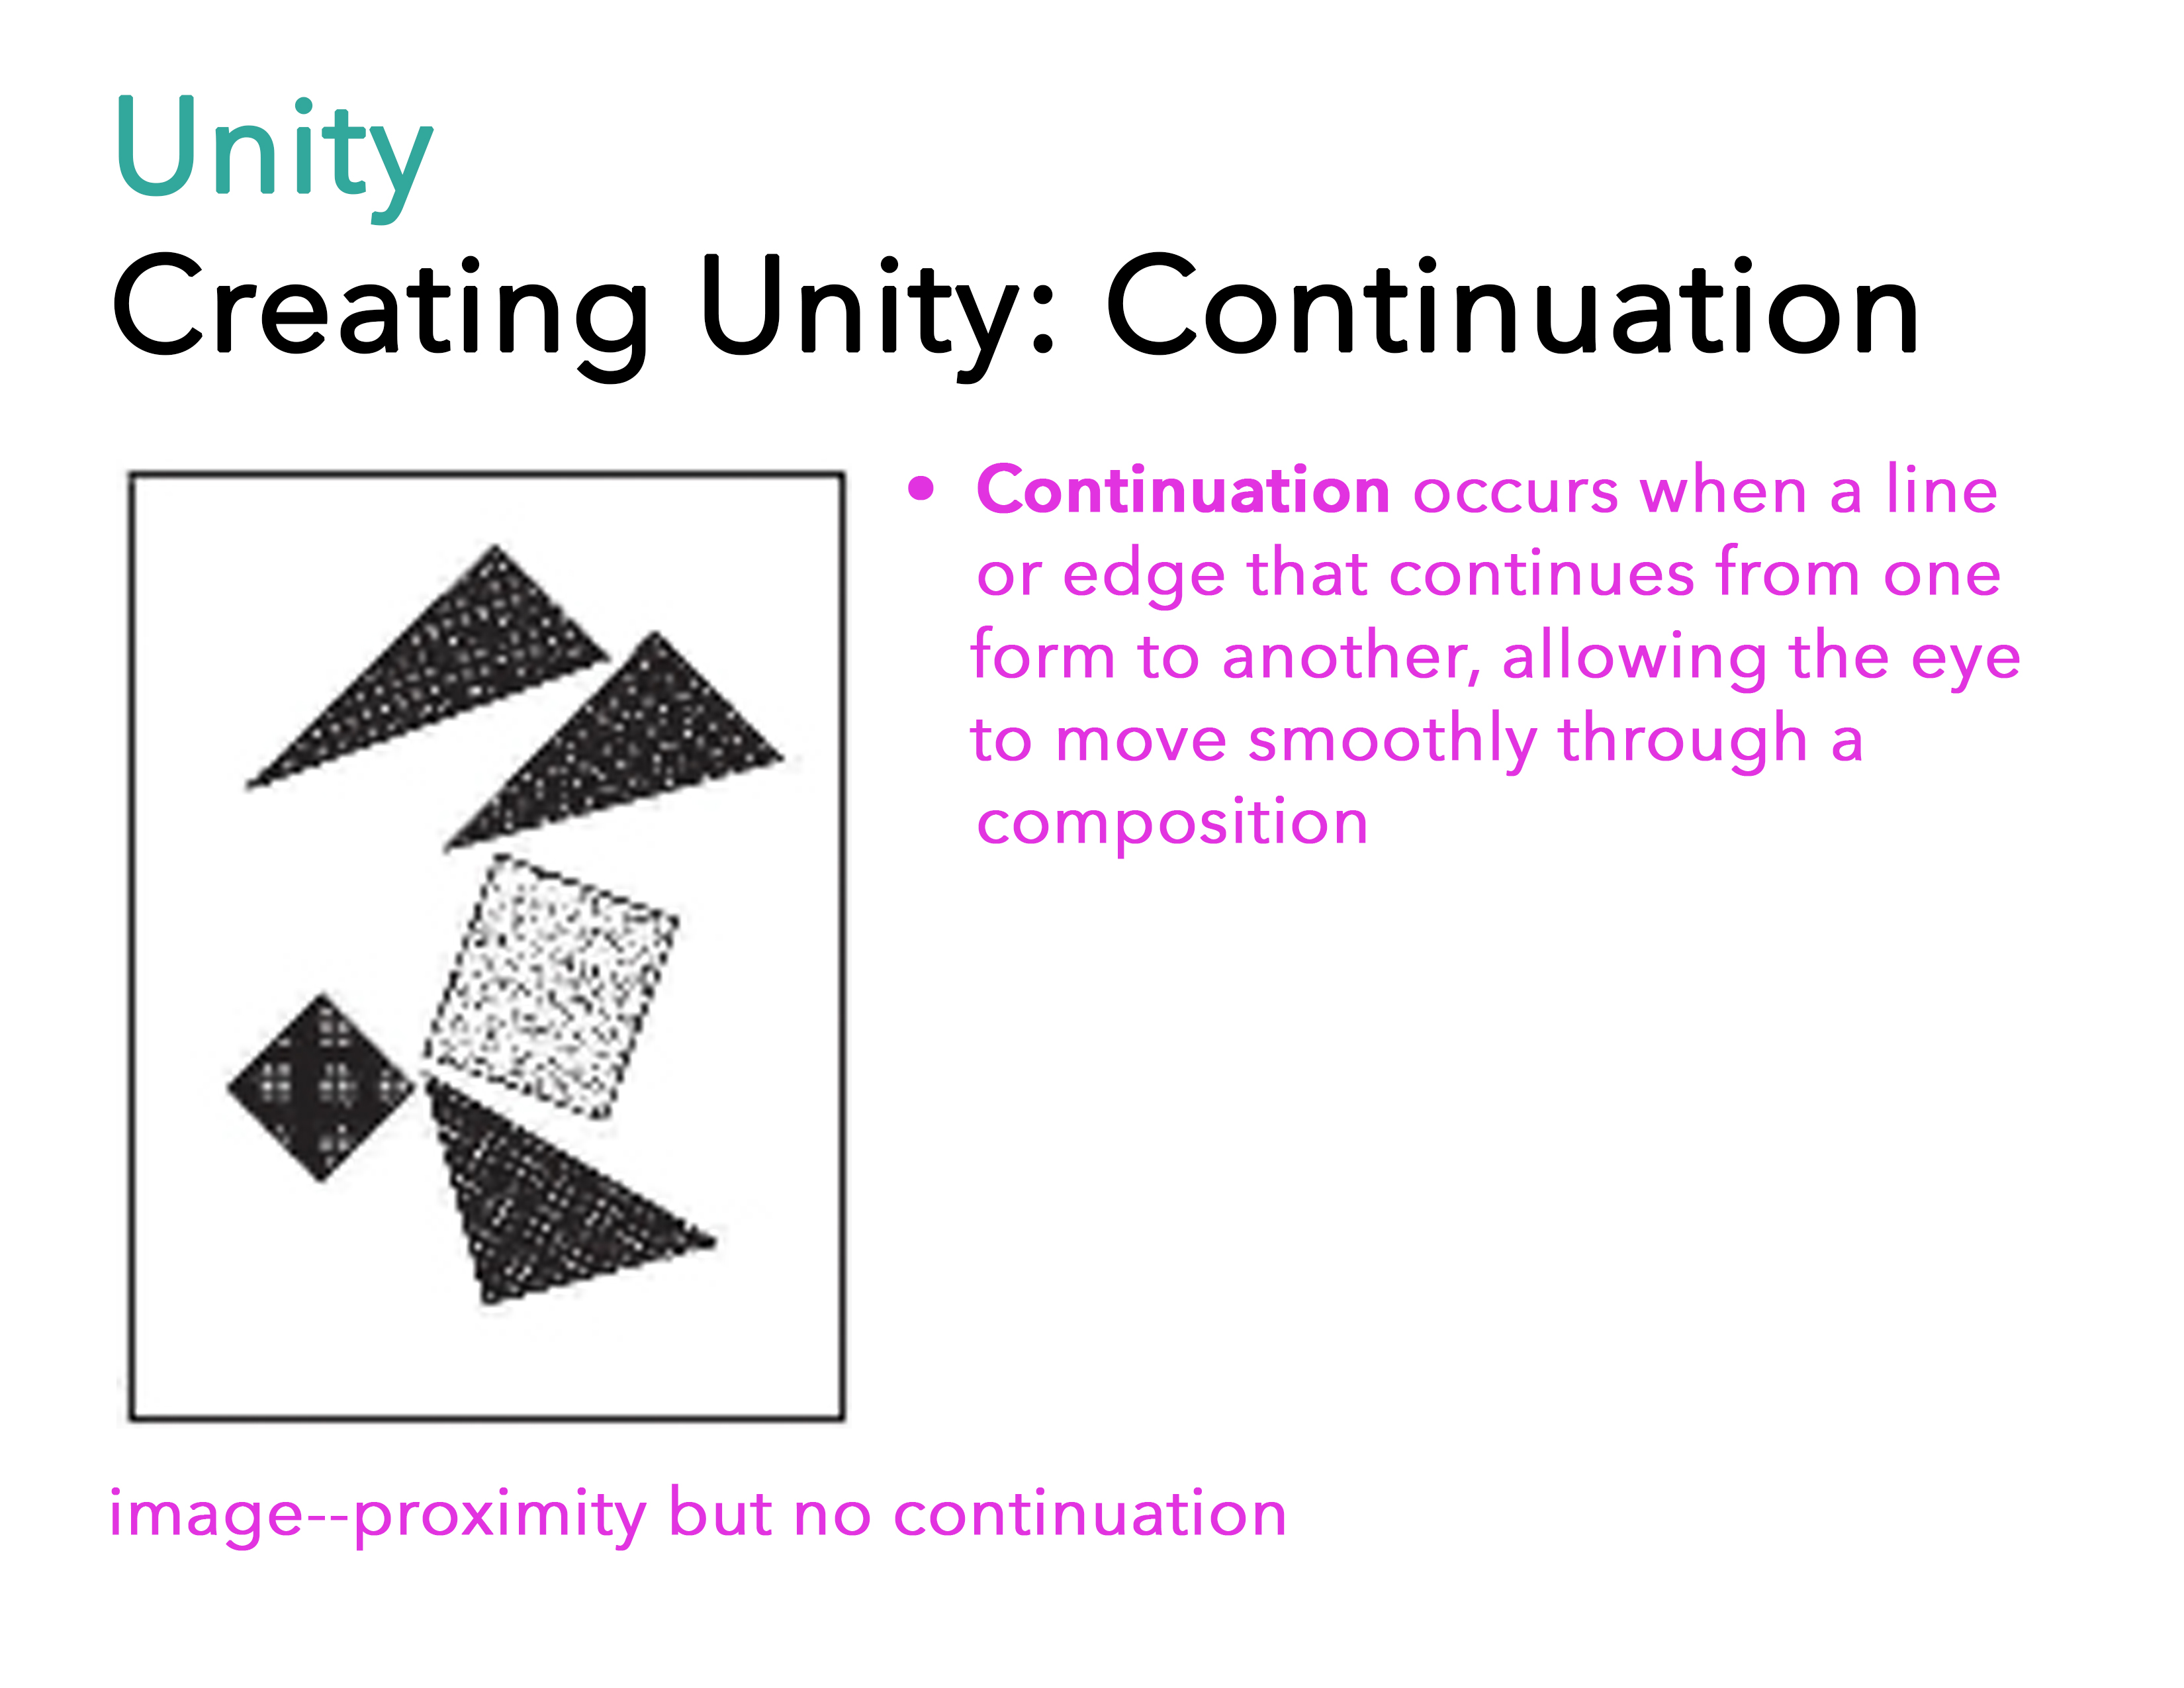 Unity
Creating Unity: Continuation
• Continuation occurs when a line
or edge that continues from one
form to another, allowing the eye
to move smoothly through a
composition
image--proximity but no continuation